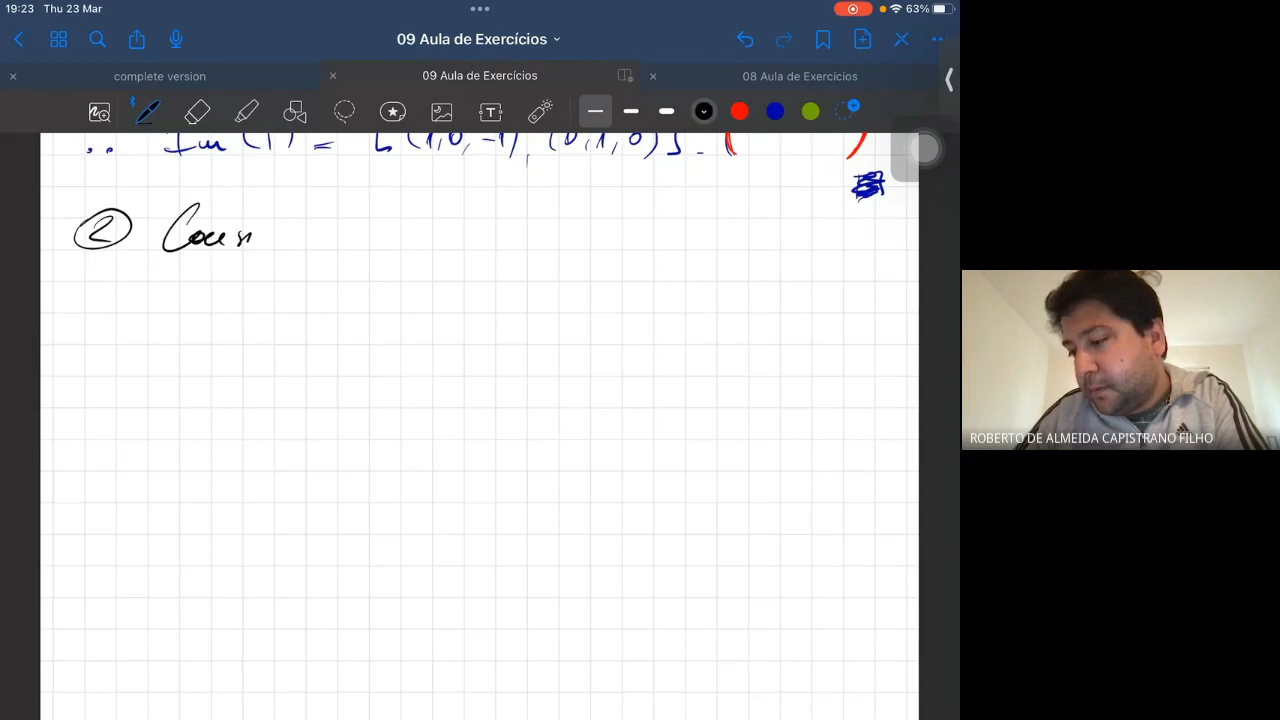 19:23 Thu 23 Mar
63%
09 Aula de Exercícios
complete version
09 Aula de Exercícios
08 Aula de Exercícios
T
∴ Im (T) = [(1,0,-1), (0,1,0)]. ( )
② Cons
ROBERTO DE ALMEIDA CAPISTRANO FILHO